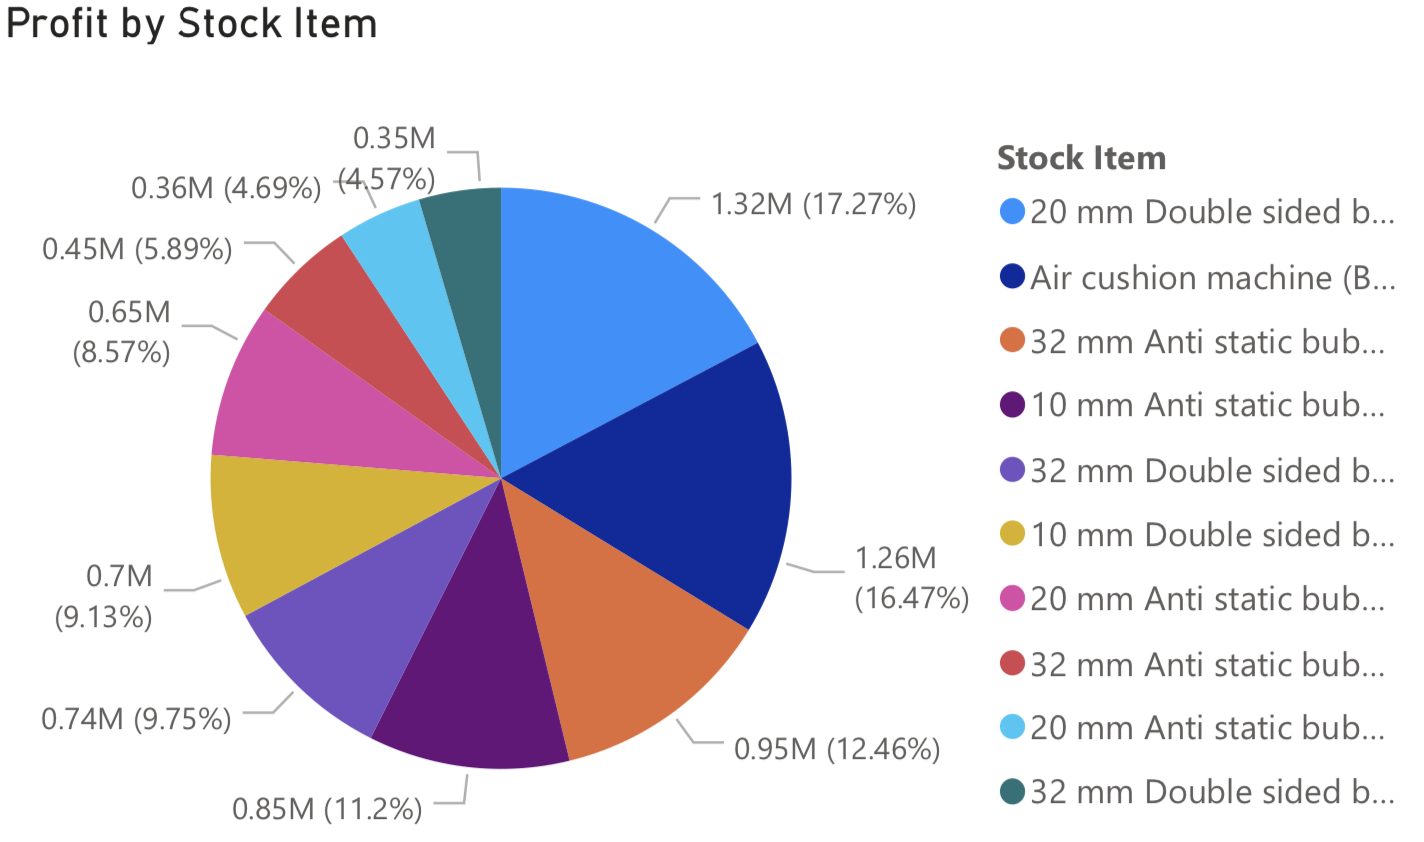 Profit by Stock Item
0.35M
(4.57%)
0.36M (4.69%)
0.45M (5.89%)
0.65M
(8.57%)
0.7M
(9.13%)
0.74M (9.75%)
0.85M (11.2%)
1.32M (17.27%)
1.26M
(16.47%)
0.95M (12.46%)
Stock Item
20 mm Double sided b...
Air cushion machine (B...
32 mm Anti static bub...
10 mm Anti static bub...
32 mm Double sided b...
10 mm Double sided b...
20 mm Anti static bub...
32 mm Anti static bub...
20 mm Anti static bub...
32 mm Double sided b...